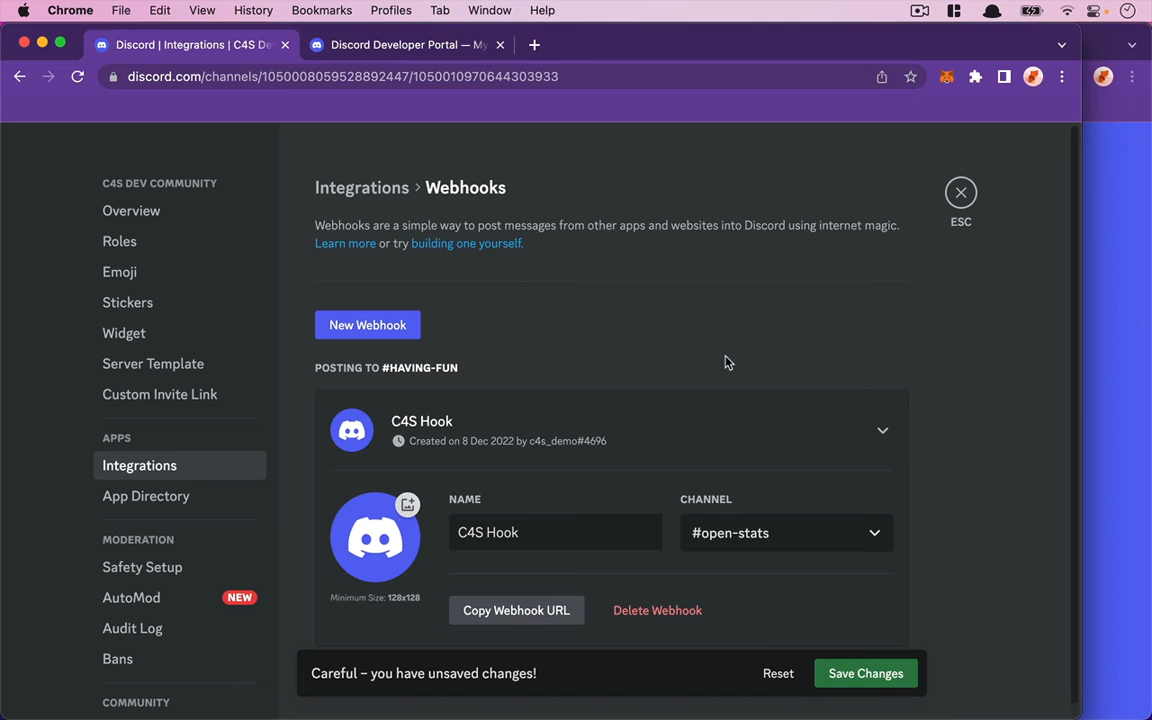 Chrome File Edit View History Bookmarks Profiles Tab Window Help
Discord | Integrations | C4S De
Discord Developer Portal — My
discord.com/channels/1050008059528892447/1050010970644303933
C4S DEV COMMUNITY
Overview
Roles
Emoji
Stickers
Widget
Server Template
Custom Invite Link
APPS
Integrations
App Directory
MODERATION
Safety Setup
AutoMod NEW
Audit Log
Bans
COMMUNITY
Integrations > Webhooks
ESC
Webhooks are a simple way to post messages from other apps and websites into Discord using internet magic.
Learn more or try building one yourself.
New Webhook
POSTING TO #HAVING-FUN
C4S Hook
Created on 8 Dec 2022 by c4s_demo#4696
NAME
CHANNEL
C4S Hook
#open-stats
Minimum Size: 128x128
Copy Webhook URL
Delete Webhook
Careful – you have unsaved changes!
Reset
Save Changes